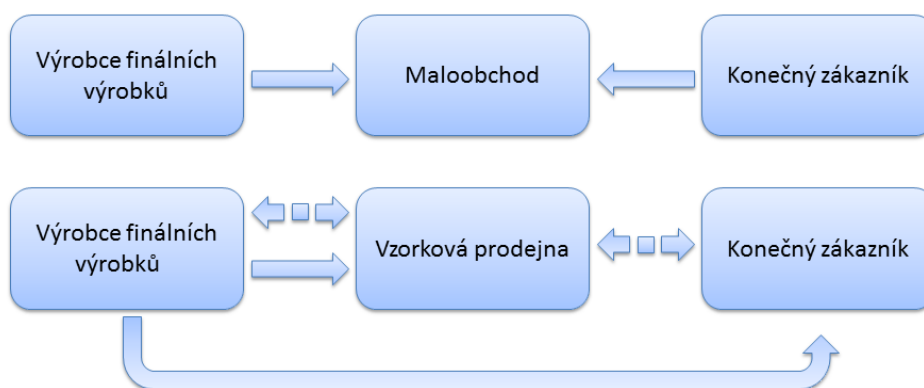 Výrobce finálních
výrobků
Maloobchod
Konečný zákazník
Výrobce finálních
výrobků
Vzorková prodejna
Konečný zákazník